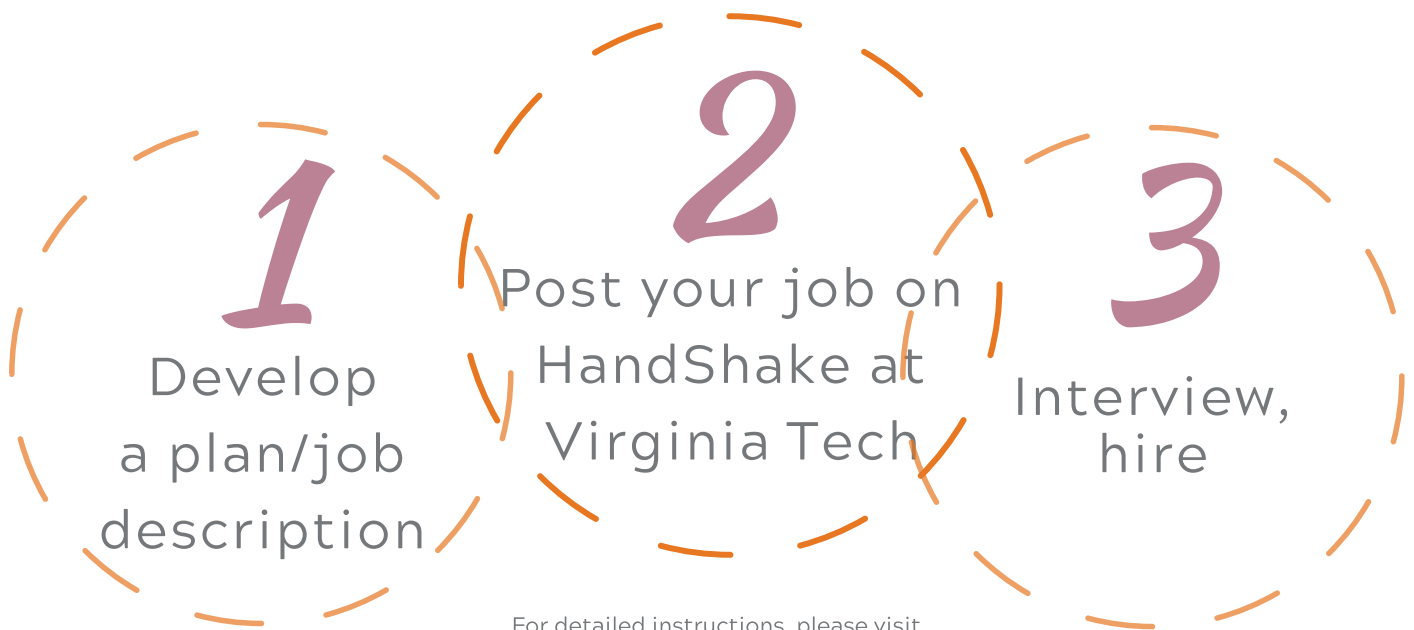 1
Develop
a plan/job
description
2
Post your job on
HandShake at
Virginia Tech
3
Interview,
hire
For detailed instructions, please visit